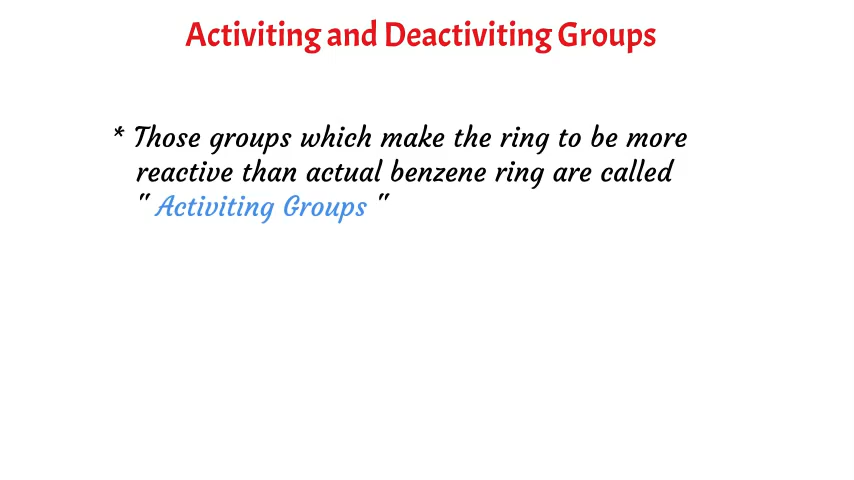 Activiting and Deactiviting Groups
* Those groups which make the ring to be more
reactive than actual benzene ring are called
" Activiting Groups "